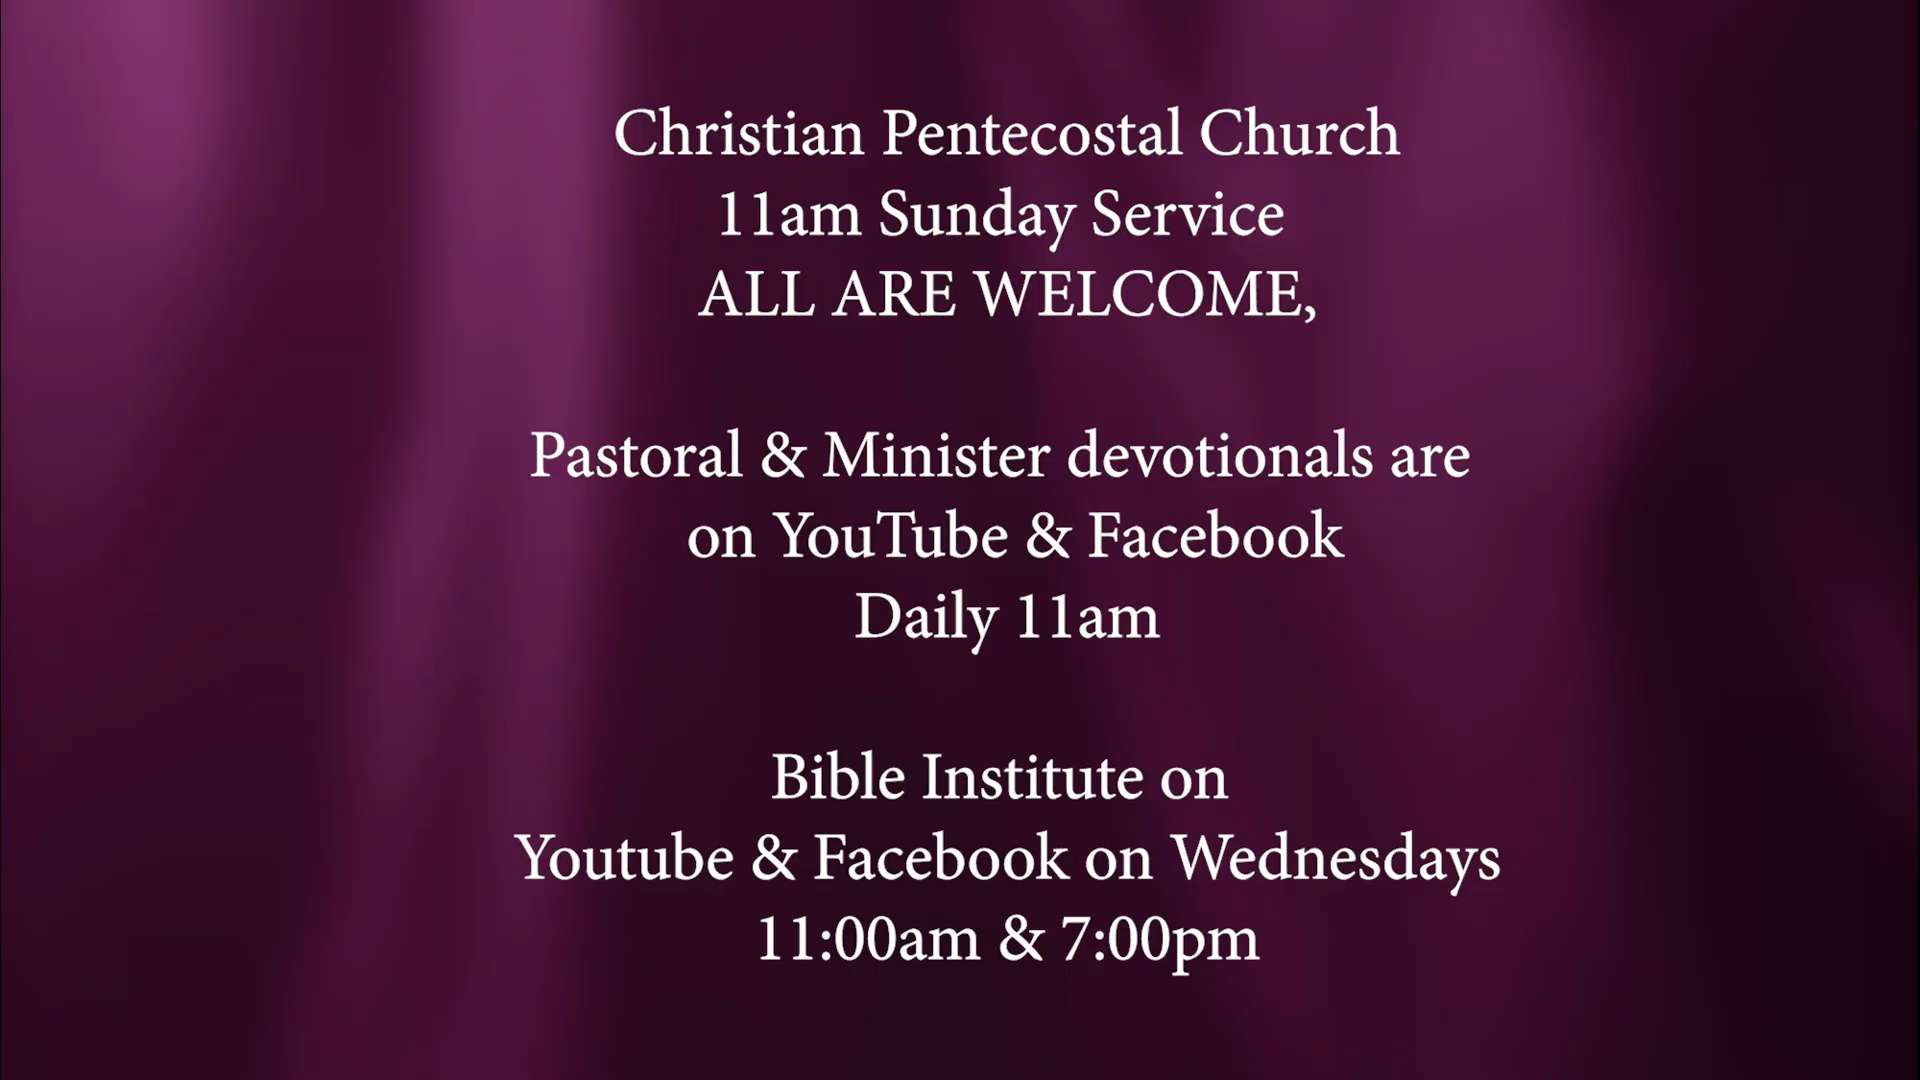 Christian Pentecostal Church
11am Sunday Service
ALL ARE WELCOME,
Pastoral & Minister devotionals are
on YouTube & Facebook
Daily 11am
Bible Institute on
Youtube & Facebook on Wednesdays
11:00am & 7:00pm